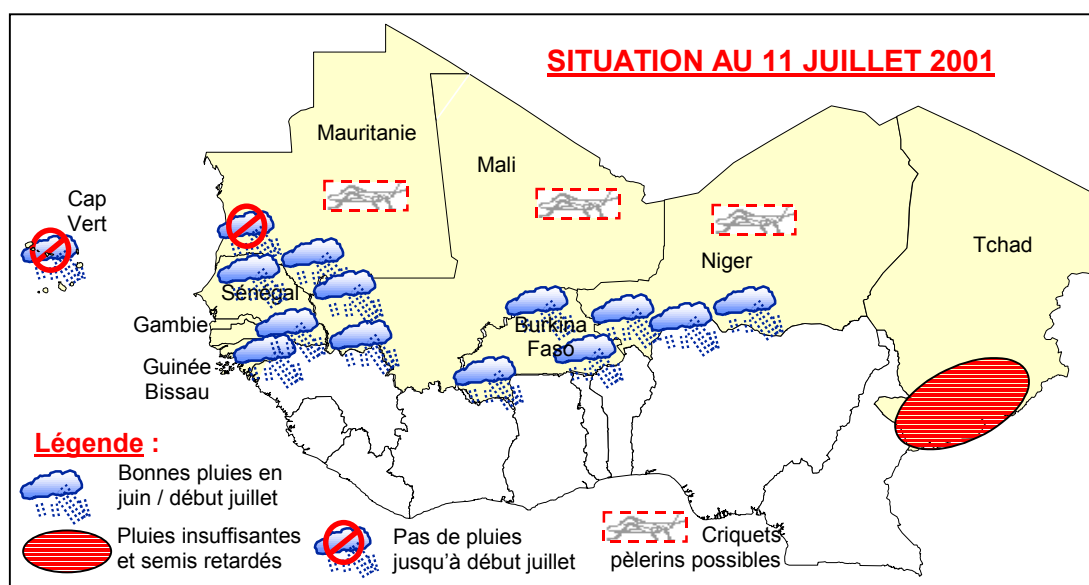 SITUATION AU 11 JUILLET 2001
Mauritanie
Mali
Cap
Vert
Niger
Tchad
Sénégal
Gambie
Burkina
Faso
Guinée
Bissau
Légende :
Bonnes pluies en
juin / début juillet
Pluies insuffisantes
et semis retardés
Pas de pluies
jusqu'à début juillet
Criquets
pèlerins possibles